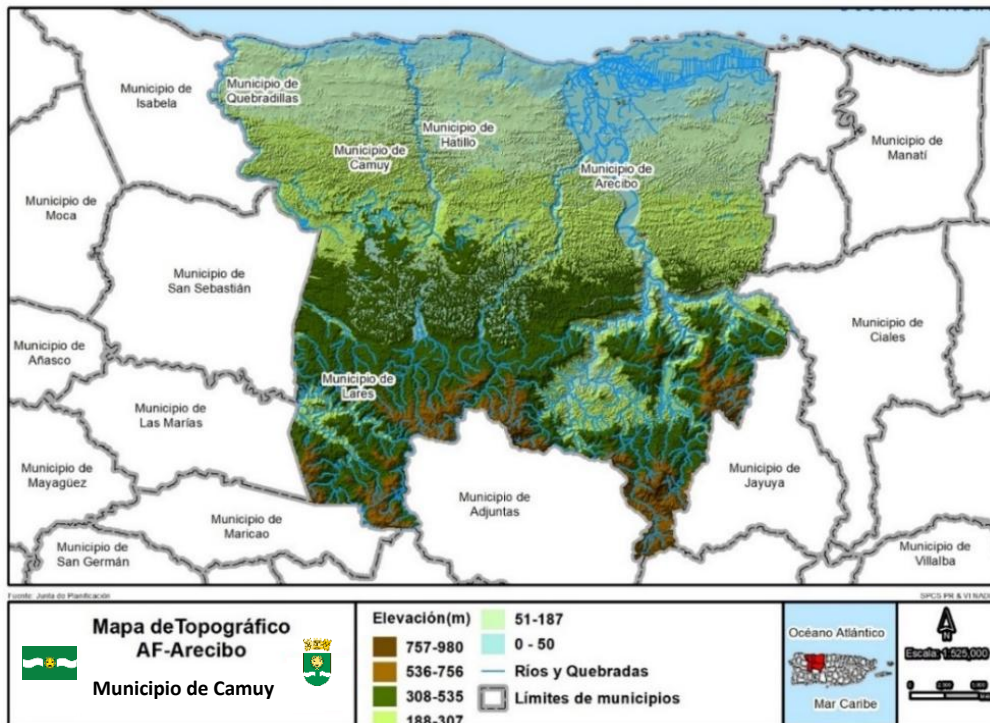 Municipio de
Isabela
Municipio de
Quebradillas
Municipio de
Hatillo
Municipio de
Camuy
Municipio de
Arecibo
Municipio de
Manatí
Municipio de
Moca
Municipio de
San Sebastián
Municipio de
Ciales
Municipio de
Añasco
Municipio de
Lares
Municipio de
Las Marías
Municipio de
Mayagüez
Municipio de
Adjuntas
Municipio de
Jayuya
Municipio de
Maricao
Municipio de
San Germán
Municipio de
Villalba
Fuente: Junta de Planificación
Mapa deTopográfico
AF-Arecibo
Municipio de Camuy
Elevación(m)
757-980
536-756
308-535
188-307
51-187
0 - 50
Ríos y Quebradas
Límites de municipios
Océano Atlántico
Mar Caribe
N
Escala: 1:525,000